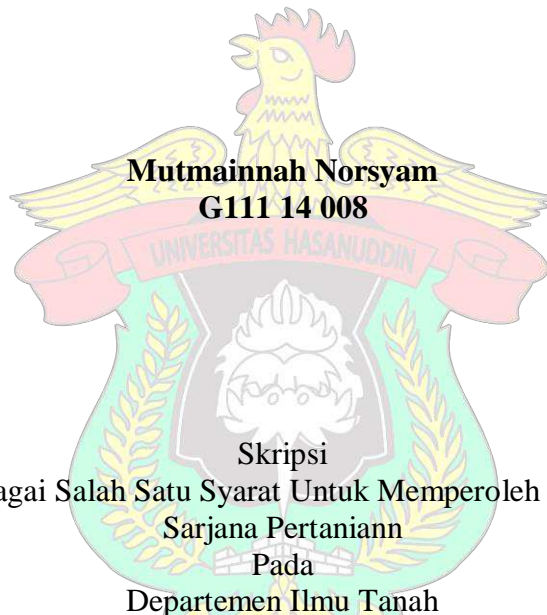 Mutmainnah Norsyam
G111 14 008
UNIVERSITAS HASANUDDIN
Skripsi
Salah Satu Syarat Untuk Memperoleh
Sarjana Pertaniann
Pada
Departemen Ilmu Tanah